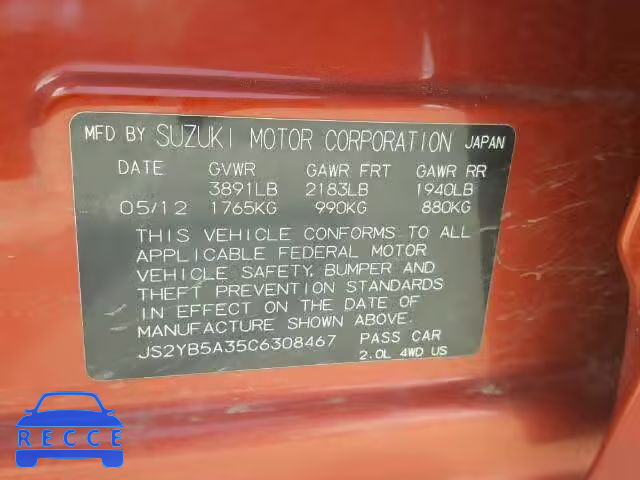 MFD BY SUZUKI MOTOR CORPORATION JAPAN
DATE GVWR GAWR FRT GAWR RR
3891LB 2183LB 1940LB
05/12 1765KG 990KG 880KG
THIS VEHICLE CONFORMS TO ALL
APPLICABLE FEDERAL MOTOR
VEHICLE SAFETY, BUMPER AND
THEFT PREVENTION STANDARDS
IN EFFECT ON THE DATE OF
MANUFACTURE SHOWN ABOVE.
JS2YB5A35C6308467 PASS CAR
2.0L 4WD US
RECCE